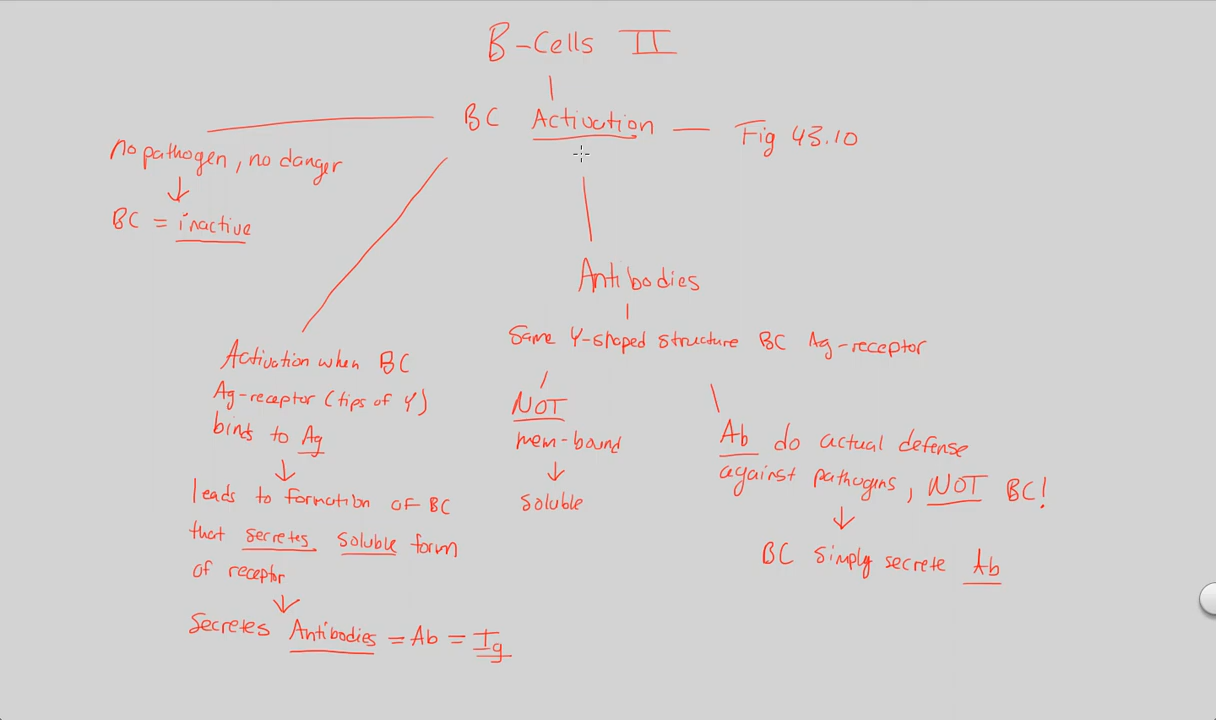 B-Cells II
BC Activation
Fig 43.10
no pathogen, no danger
BC = inactive
Activation when BC
Ag-receptor (tips of Y)
binds to Ag
leads to formation of BC
that secretes soluble form
of receptor
Secretes Antibodies = Ab = Ig
Antibodies
Same Y-shaped structure BC Ag-receptor
NOT
mem-bound
soluble
Ab do actual defense
against pathogens, NOT BC!
BC simply secrete Ab